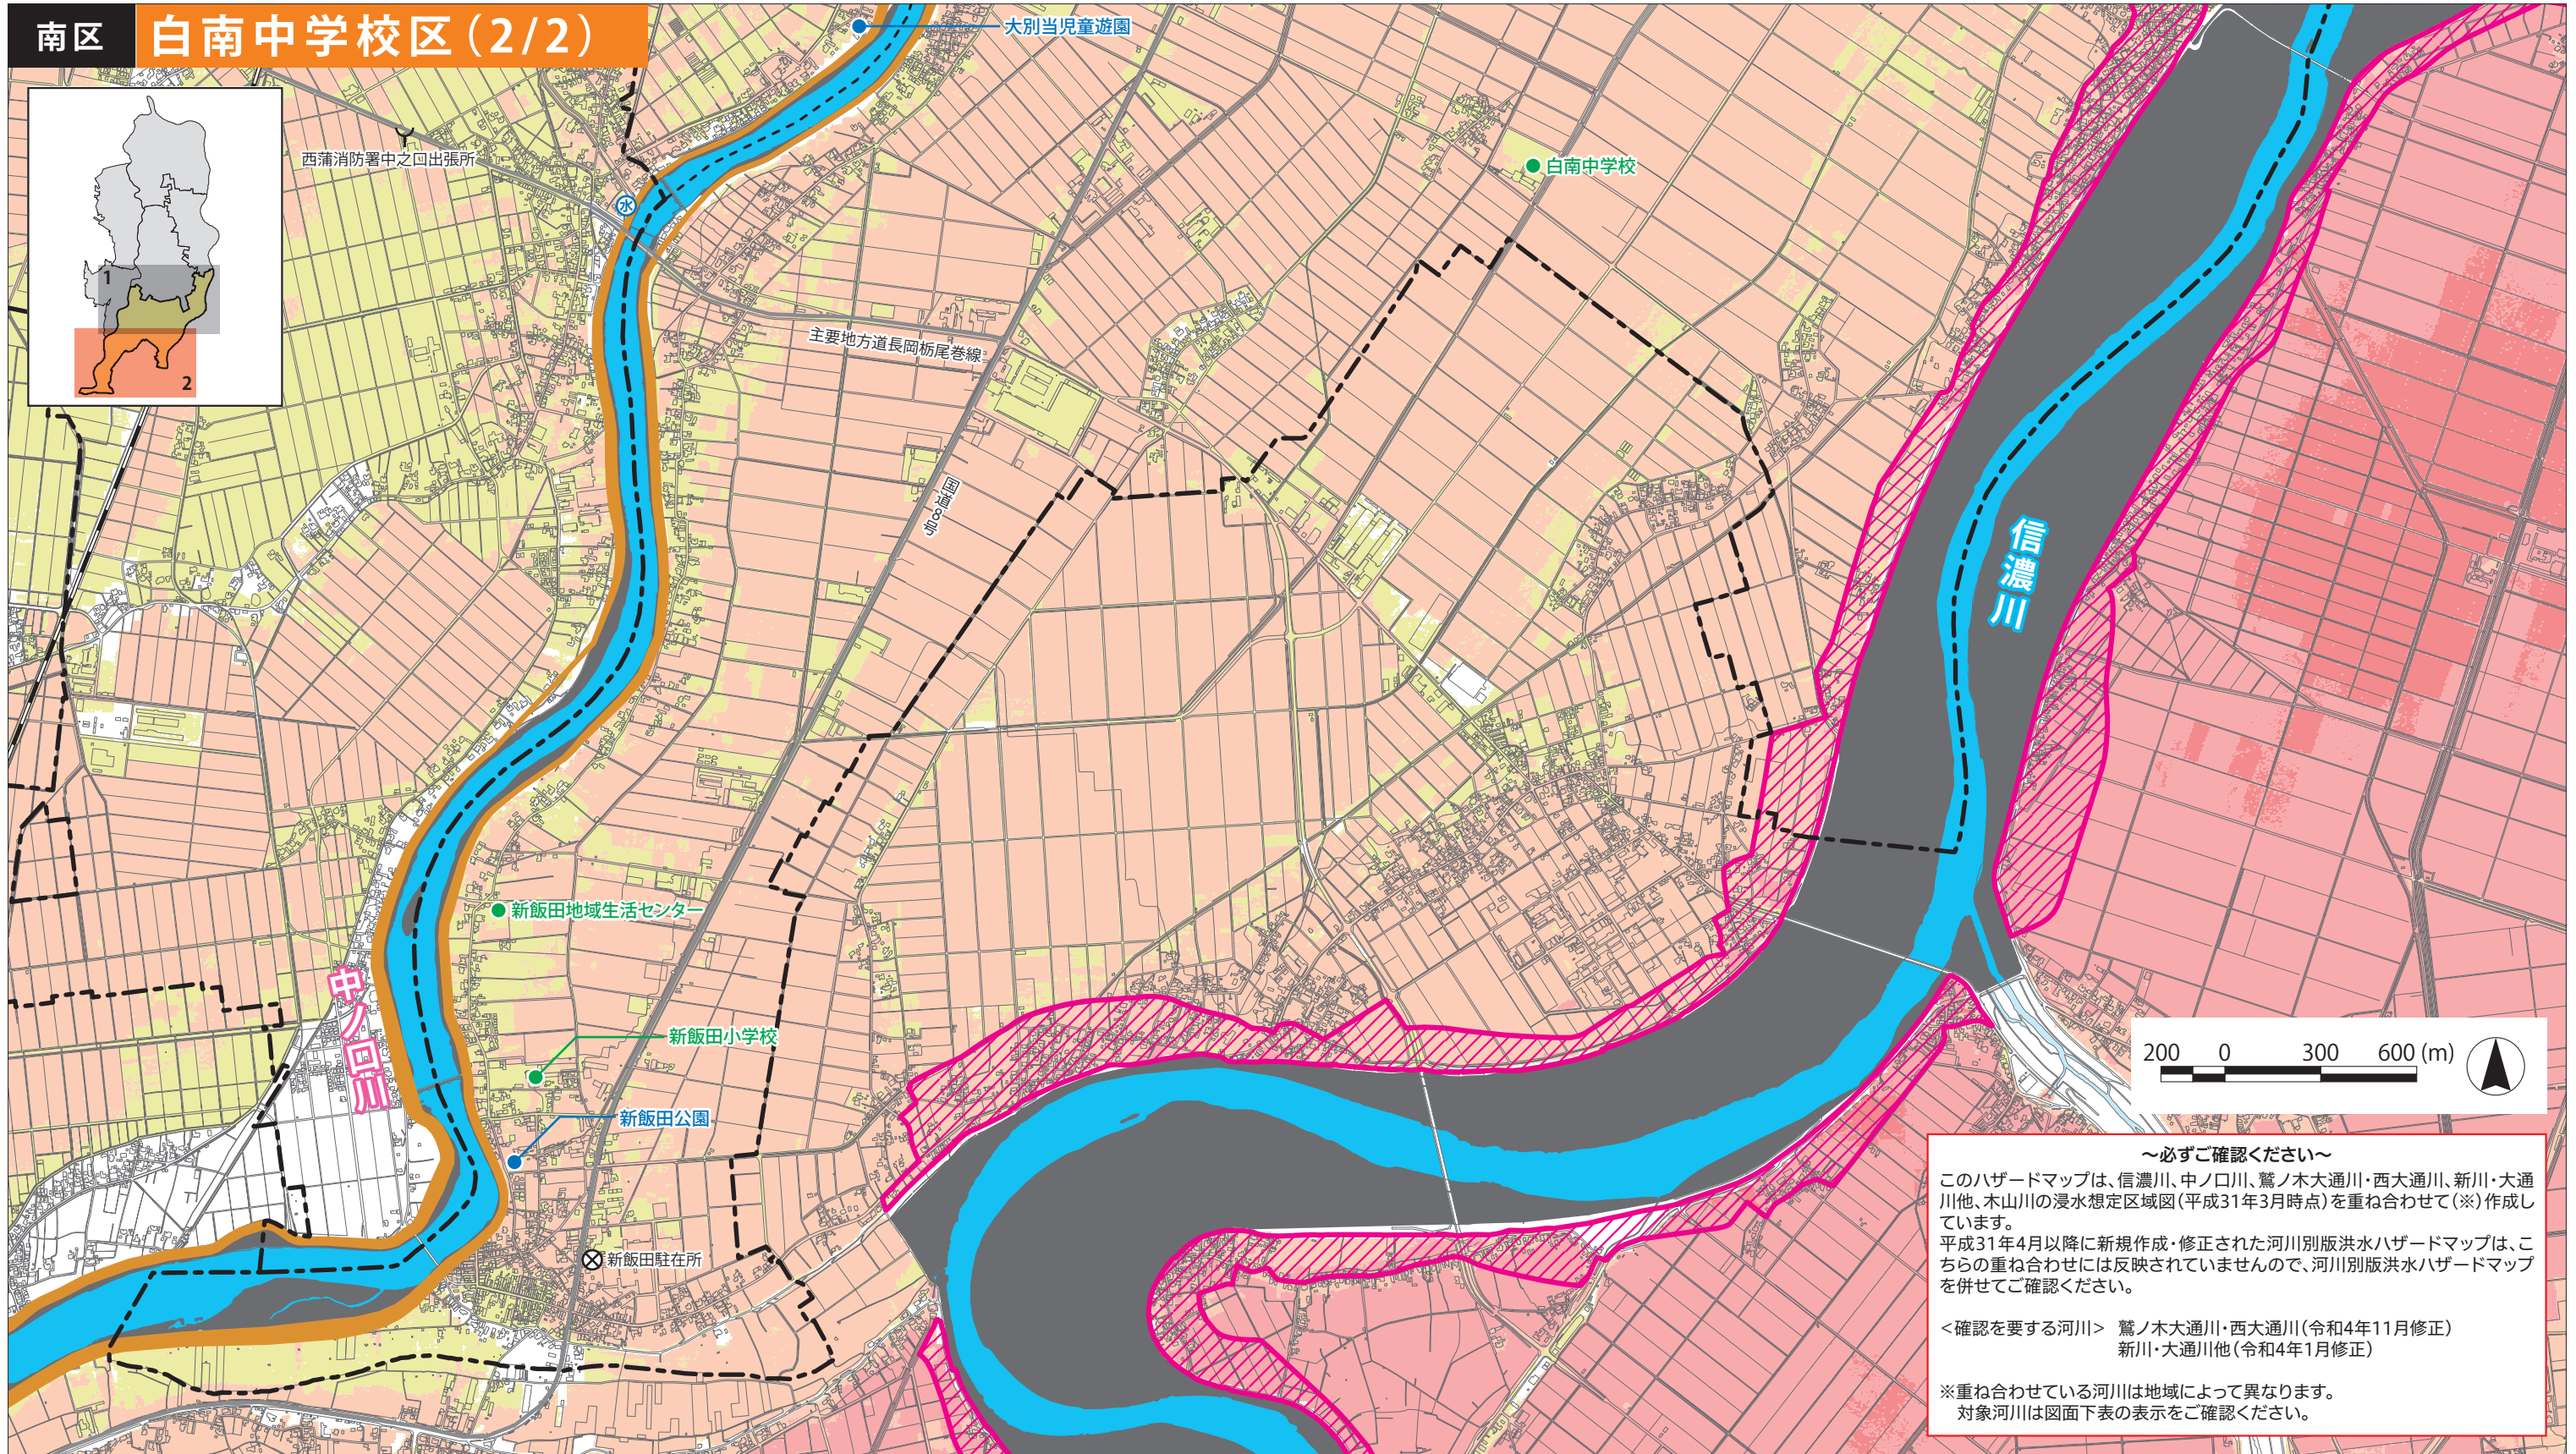 南区
白南中学校区（2/2）
大別当児童遊園
西蒲消防署中之口出張所
白南中学校
水
1
2
主要地方道長岡栃尾巻線
国道8号
信濃川
新飯田地域生活センター
中ノ口川
新飯田小学校
新飯田公園
新飯田駐在所
200 0 300 600 (m)
～必ずご確認ください～
このハザードマップは、信濃川、中ノ口川、鷲ノ木大通川・西大通川、新川・大通
川他、木山川の浸水想定区域図（平成31年3月時点）を重ね合わせて（※）作成し
ています。
平成31年4月以降に新規作成・修正された河川別版洪水ハザードマップは、こ
ちらの重ね合わせには反映されていませんので、河川別版洪水ハザードマップ
を併せてご確認ください。
＜確認を要する河川＞ 鷲ノ木大通川・西大通川（令和4年11月修正）
新川・大通川他（令和4年1月修正）
※重ね合わせている河川は地域によって異なります。
対象河川は図面下表の表示をご確認ください。